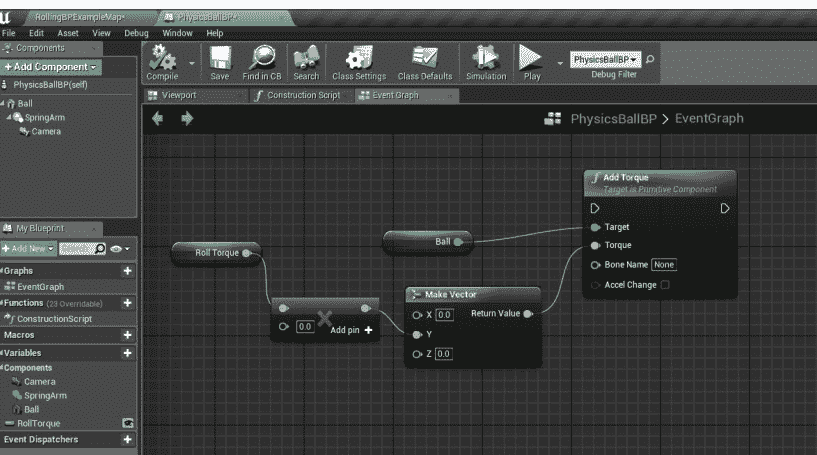 RollingBPExampleMap*
PhysicsBallBP*
File Edit Asset View Debug Window Help
Components
+Add Component
PhysicsBallBP(self)
Ball
SpringArm
Camera
Compile Save Find in CB Search Class Settings Class Defaults Simulation Play
PhysicsBallBP
Debug Filter
Viewport
Construction Script
Event Graph
PhysicsBallBP > EventGraph
My Blueprint
+Add New
Search
Graphs
EventGraph
Functions (23 Overridable)
ConstructionScript
Macros
Variables
Components
Camera
SpringArm
Ball
RollTorque
Event Dispatchers
Roll Torque
0.0
Add pin +
Ball
Make Vector
X 0.0
Return Value
Y
Z 0.0
Add Torque
Target is Primitive Component
Target
Torque
Bone Name None
Accel Change